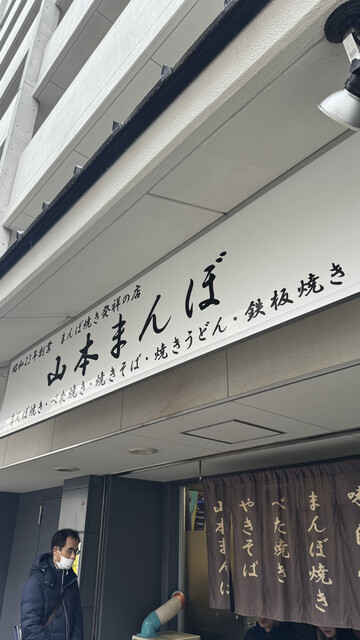 昭和23年創業 まんぼ焼き発祥の店
山本まんぼ
まんぼ焼き・べた焼き・焼きそば・焼きうどん・鉄板焼き
まんぼ焼き
べた焼き
やきそば
山本まんぼ